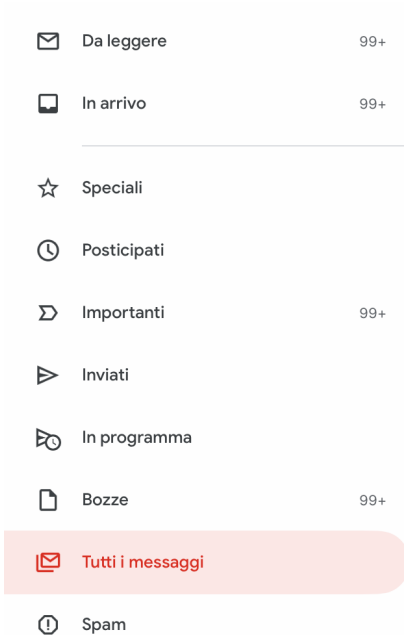 Da leggere 99+
In arrivo 99+
Speciali
Posticipati
Importanti 99+
Inviati
In programma
Bozze 99+
Tutti i messaggi
Spam